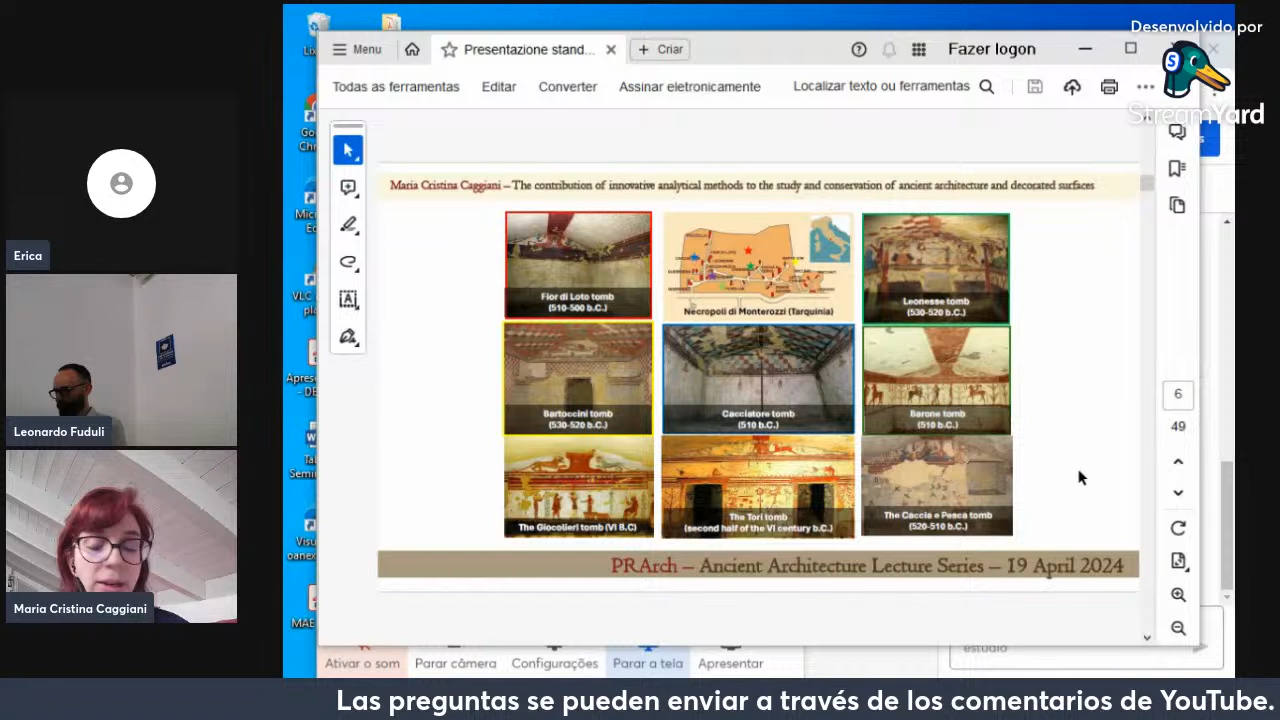 Desenvolvido por
StreamYard
Menu
Presentazione stand...
Criar
Fazer logon
Todas as ferramentas
Editar
Converter
Assinar eletronicamente
Localizar texto ou ferramentas
Maria Cristina Caggiani – The contribution of innovative analytical methods to the study and conservation of ancient architecture and decorated surfaces
Fior di Loto tomb
(510-500 b.C.)
Necropoli di Monterozzi (Tarquinia)
Leonesse tomb
(530-520 b.C.)
Bartoccini tomb
(530-520 b.C.)
Cacciatore tomb
(510 b.C.)
Barone tomb
(510 b.C.)
The Giocolieri tomb (VI B.C)
The Tori tomb
(second half of the VI century b.C.)
The Caccia e Pesca tomb
(520-510 b.C.)
PRArch – Ancient Architecture Lecture Series – 19 April 2024
6
49
Erica
Leonardo Fuduli
Maria Cristina Caggiani
Ativar o som
Parar câmera
Configurações
Parar a tela
Apresentar
estúdio
Las preguntas se pueden enviar a través de los comentarios de YouTube.